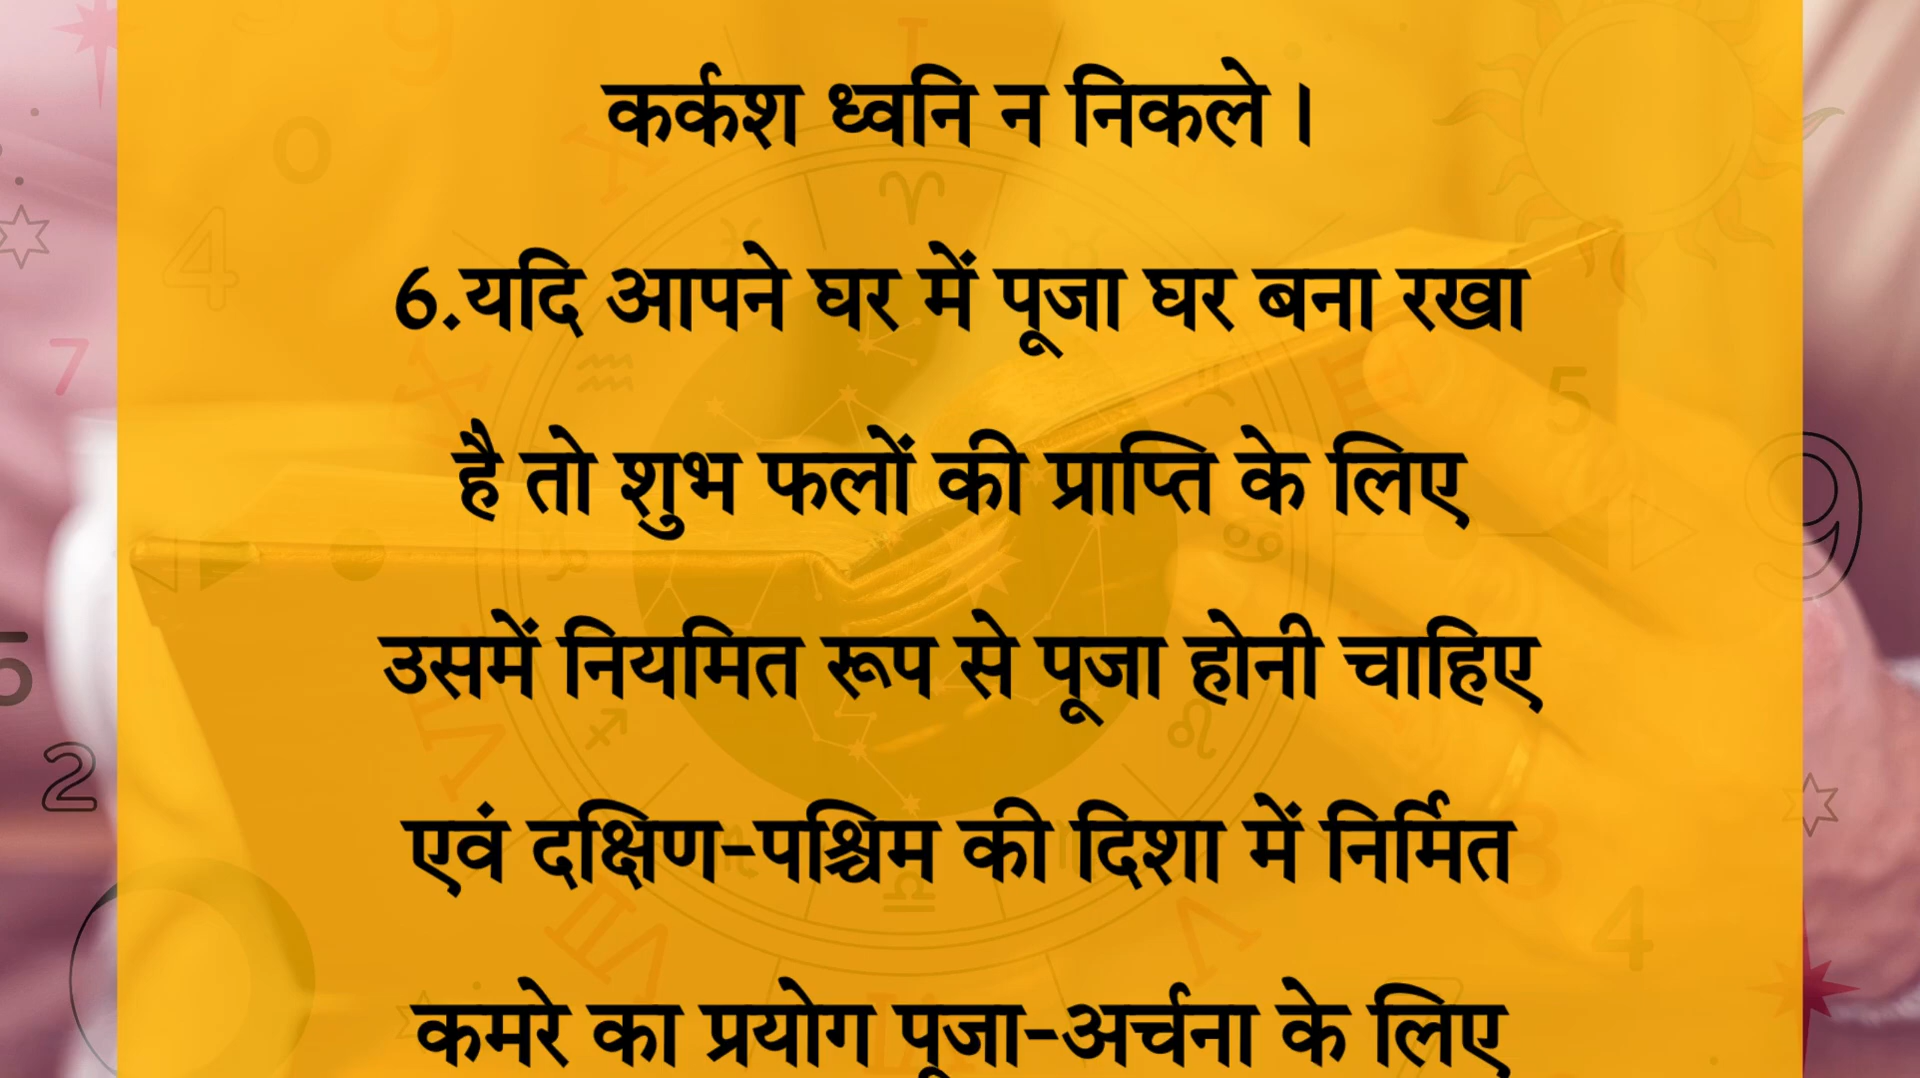 कर्कश ध्वनि न निकले।
6.यदि आपने घर में पूजा घर बना रखा
है तो शुभ फलों की प्राप्ति के लिए
उसमें नियमित रूप से पूजा होनी चाहिए
एवं दक्षिण-पश्चिम की दिशा में निर्मित
कमरे का प्रयोग पूजा-अर्चना के लिए